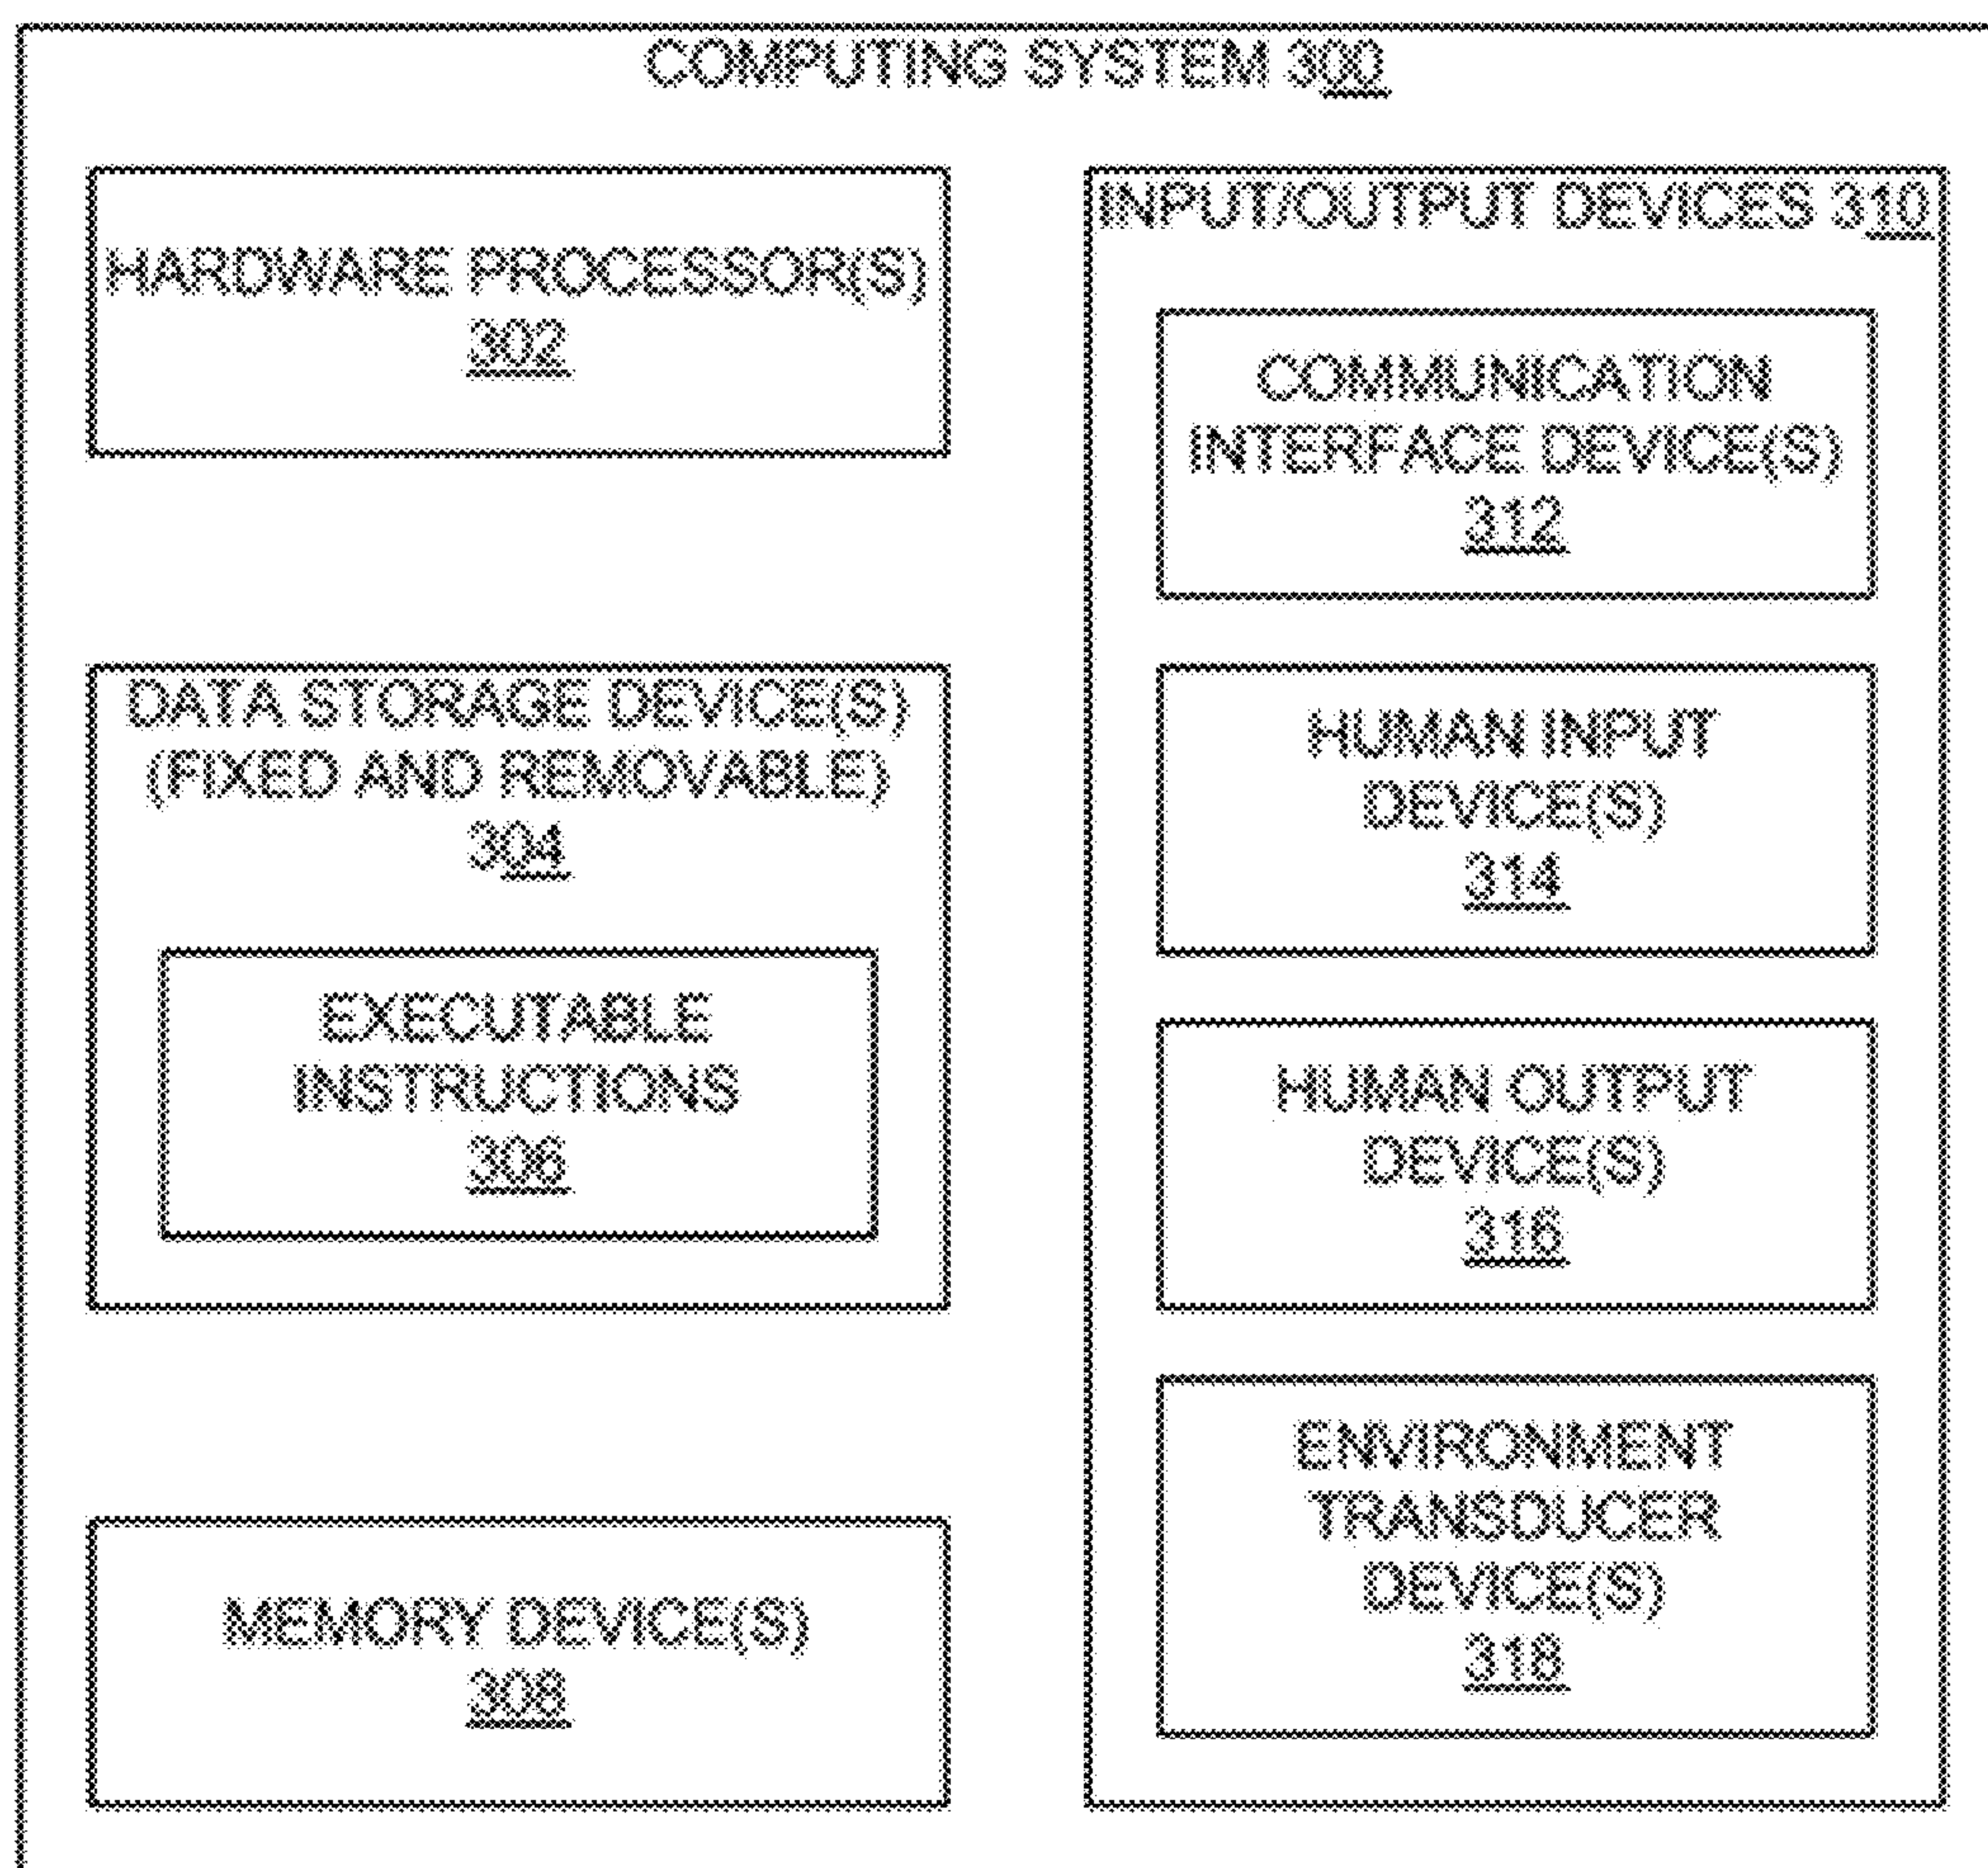 COMPUTING SYSTEM 300
HARDWARE PROCESSOR(S)
302
DATA STORAGE DEVICE(S)
(FIXED AND REMOVABLE)
304
EXECUTABLE
INSTRUCTIONS
306
MEMORY DEVICE(S)
308
INPUT/OUTPUT DEVICES 310
COMMUNICATION
INTERFACE DEVICE(S)
312
HUMAN INPUT
DEVICE(S)
314
HUMAN OUTPUT
DEVICE(S)
316
ENVIRONMENT
TRANSDUCER
DEVICE(S)
318